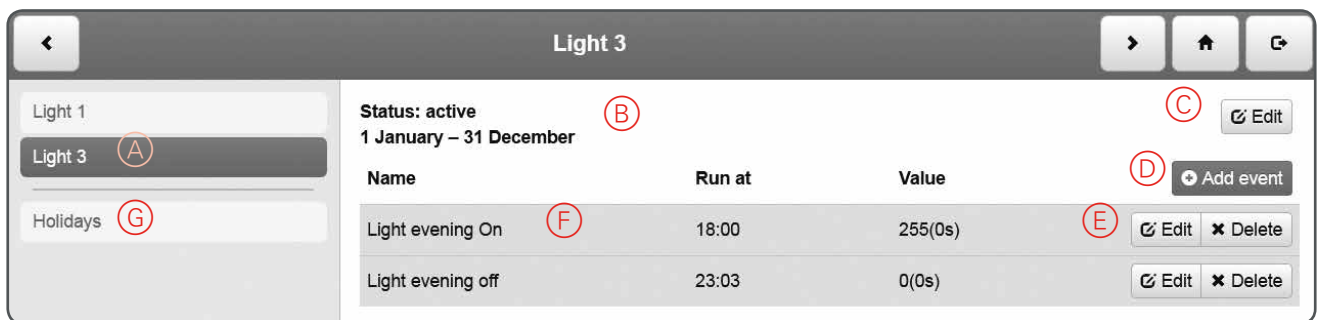 Light 3
Light 1
Light 3 A
Holidays G
Status: active B
1 January – 31 December
C Edit
Name Run at Value D Add event
Light evening On F 18:00 255(0s) E Edit Delete
Light evening off 23:03 0(0s) Edit Delete